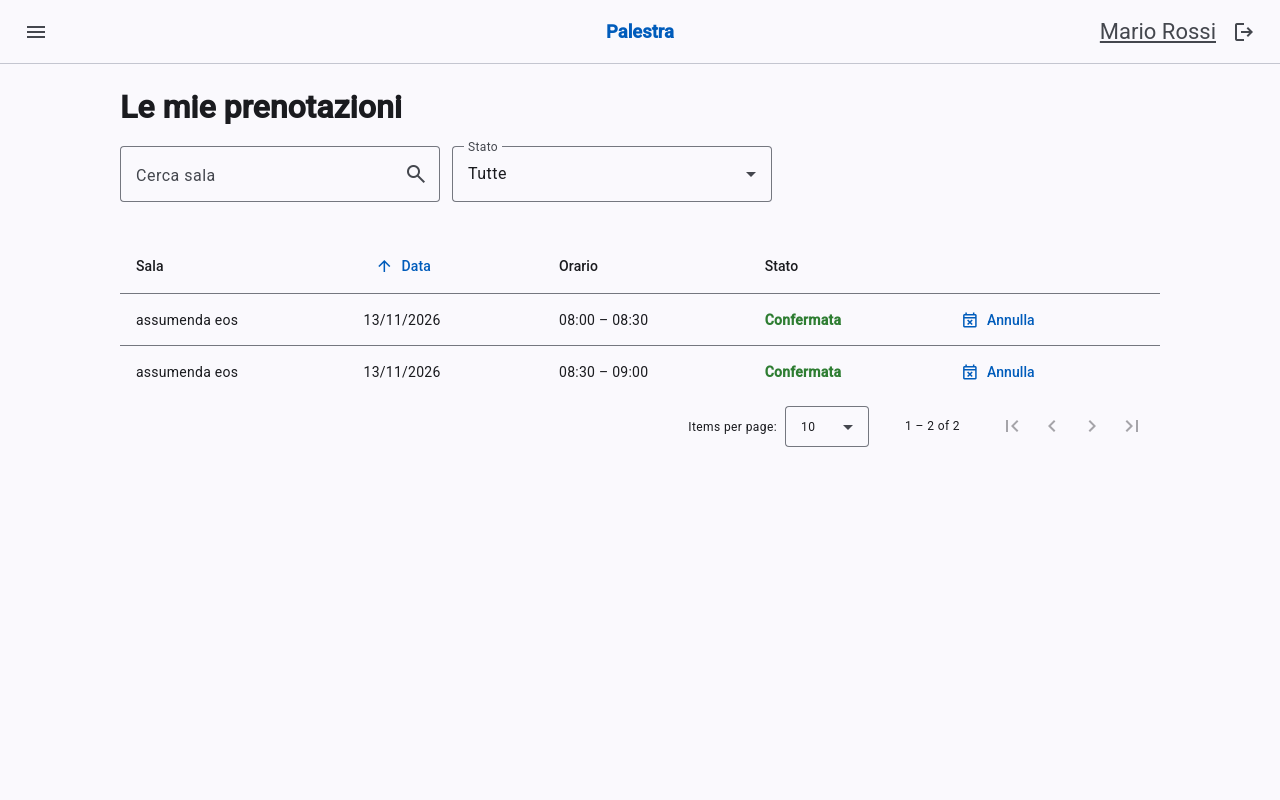 Palestra
Mario Rossi
Le mie prenotazioni
Cerca sala
Stato
Tutte
Sala Data Orario Stato
assumenda eos 13/11/2026 08:00 – 08:30 Confermata Annulla
assumenda eos 13/11/2026 08:30 – 09:00 Confermata Annulla
Items per page: 10 1 – 2 of 2